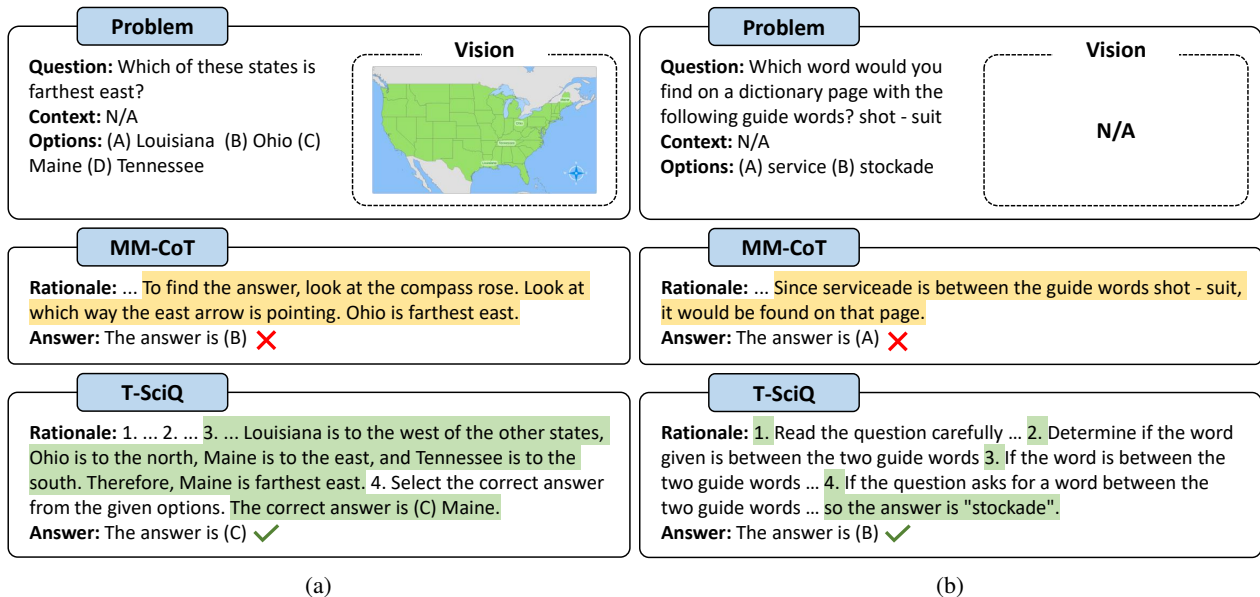 Problem
Question: Which of these states is
farthest east?
Context: N/A
Options: (A) Louisiana (B) Ohio (C)
Maine (D) Tennessee
Vision
MM-CoT
Rationale: ... To find the answer, look at the compass rose. Look at
which way the east arrow is pointing. Ohio is farthest east.
Answer: The answer is (B)
T-SciQ
Rationale: 1. ... 2. ... 3. ... Louisiana is to the west of the other states,
Ohio is to the north, Maine is to the east, and Tennessee is to the
south. Therefore, Maine is farthest east. 4. Select the correct answer
from the given options. The correct answer is (C) Maine.
Answer: The answer is (C)
(a)
Problem
Question: Which word would you
find on a dictionary page with the
following guide words? shot - suit
Context: N/A
Options: (A) service (B) stockade
Vision
N/A
MM-CoT
Rationale: ... Since serviceade is between the guide words shot - suit,
it would be found on that page.
Answer: The answer is (A)
T-SciQ
Rationale: 1. Read the question carefully ... 2. Determine if the word
given is between the two guide words 3. If the word is between the
two guide words ... 4. If the question asks for a word between the
two guide words ... so the answer is "stockade".
Answer: The answer is (B)
(b)